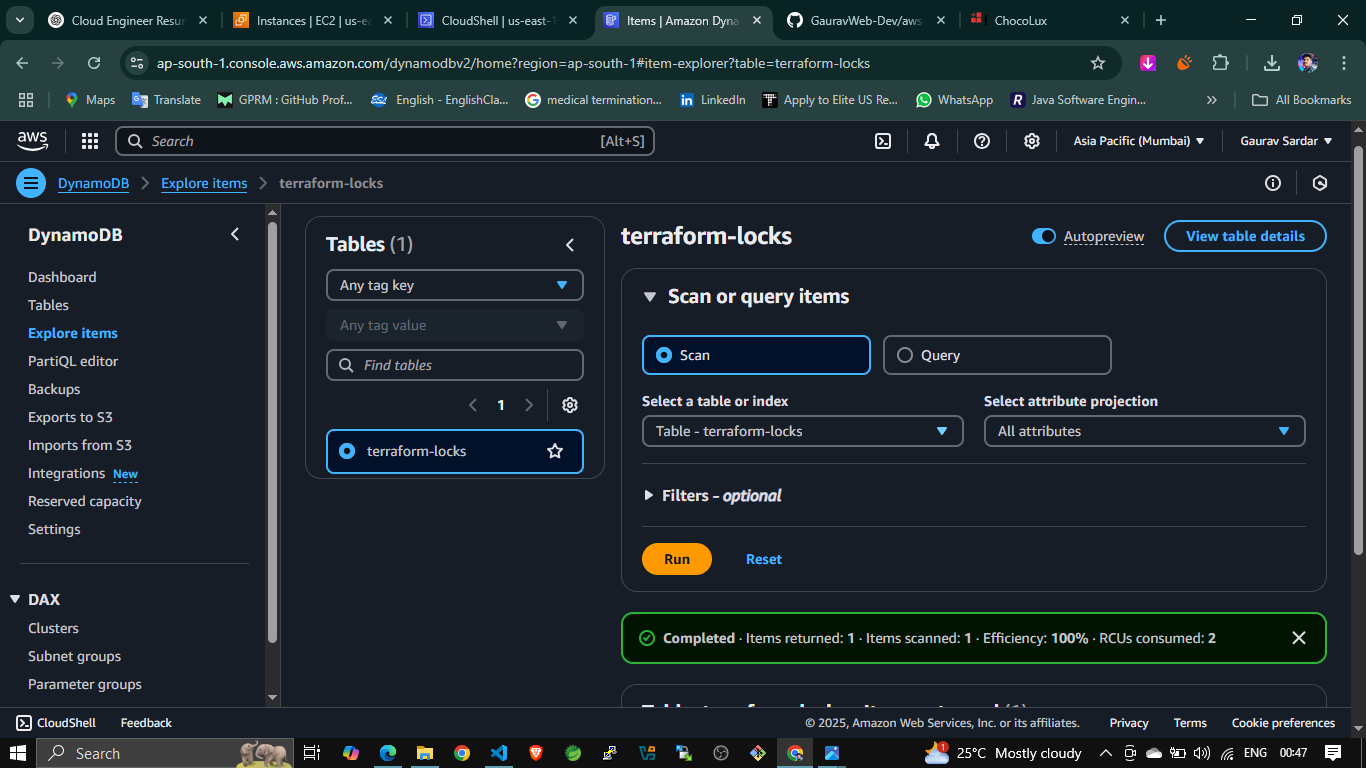 Cloud Engineer Resum
Instances | EC2 | us-ea
CloudShell | us-east-1
Items | Amazon Dyna
GauravWeb-Dev/aws
ChocoLux
ap-south-1.console.aws.amazon.com/dynamodbv2/home?region=ap-south-1#item-explorer?table=terraform-locks
Maps
Translate
GPRM : GitHub Prof...
English - EnglishCla...
medical termination...
LinkedIn
Apply to Elite US Re...
WhatsApp
Java Software Engin...
All Bookmarks
aws
Search
[Alt+S]
Asia Pacific (Mumbai)
Gaurav Sardar
DynamoDB
Explore items
terraform-locks
DynamoDB
Dashboard
Tables
Explore items
PartiQL editor
Backups
Exports to S3
Imports from S3
Integrations New
Reserved capacity
Settings
DAX
Clusters
Subnet groups
Parameter groups
Tables (1)
Any tag key
Any tag value
Find tables
1
terraform-locks
terraform-locks
Autopreview
View table details
Scan or query items
Scan
Query
Select a table or index
Table - terraform-locks
Select attribute projection
All attributes
Filters - optional
Run
Reset
Completed · Items returned: 1 · Items scanned: 1 · Efficiency: 100% · RCUs consumed: 2
CloudShell
Feedback
© 2025, Amazon Web Services, Inc. or its affiliates.
Privacy
Terms
Cookie preferences
Search
1
25°C Mostly cloudy
ENG
00:47